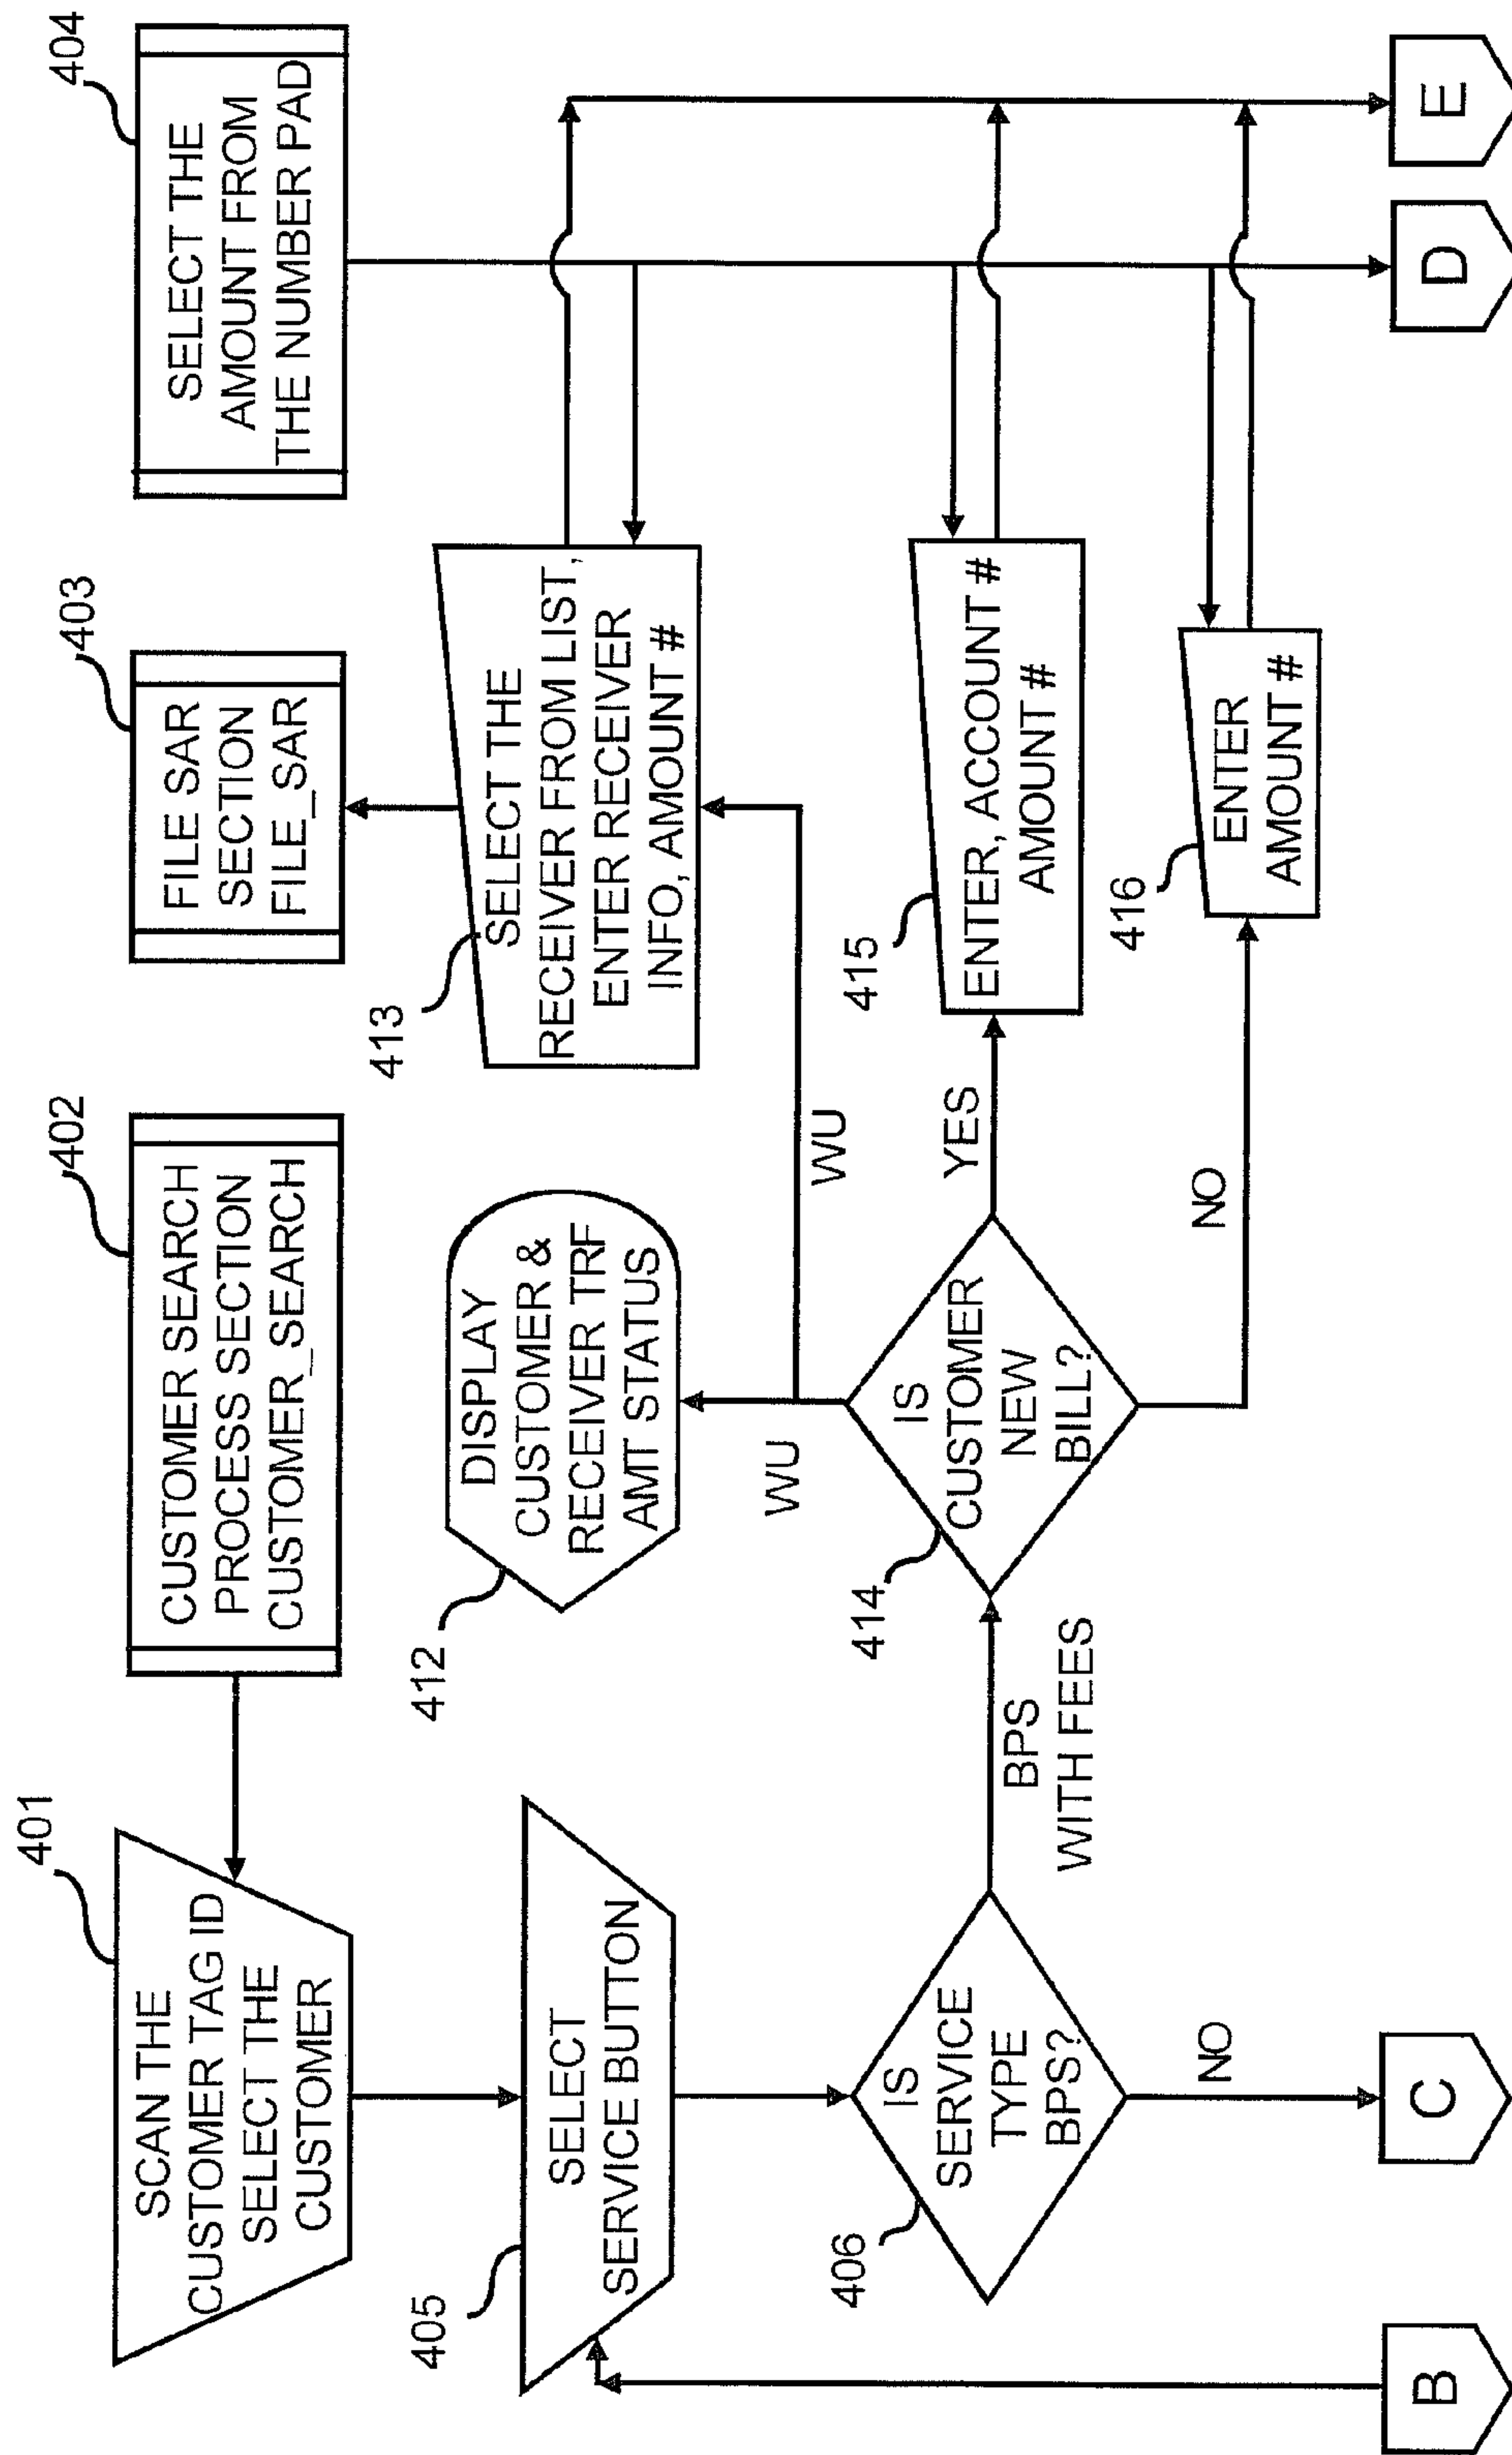 401
SCAN THE
CUSTOMER TAG ID
SELECT THE
CUSTOMER
402
CUSTOMER SEARCH
PROCESS SECTION
CUSTOMER_SEARCH
403
FILE SAR
SECTION
FILE_SAR
404
SELECT THE
AMOUNT FROM
THE NUMBER PAD
405
SELECT
SERVICE BUTTON
412
DISPLAY
CUSTOMER &
RECEIVER TRF
AMT STATUS
413
SELECT THE
RECEIVER FROM LIST,
ENTER RECEIVER
INFO, AMOUNT #
WU
WU
406
IS
SERVICE
TYPE
BPS?
BPS
WITH FEES
414
IS
CUSTOMER
NEW
BILL?
YES
415
ENTER, ACCOUNT #
AMOUNT #
NO
416
ENTER
AMOUNT #
NO
B
C
D
E